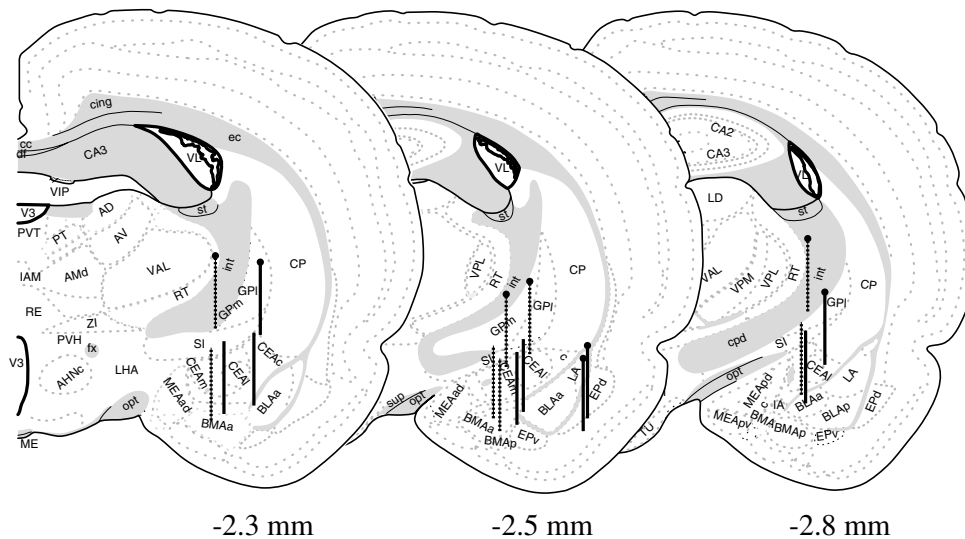 cing
ec
cc
df
CA3
VL
VIP
st
V3
PVT
PT
AD
AV
IAM
AMd
VAL
RT
int
CP
GPl
GPm
RE
ZI
PVH
fx
SI
CEAc
V3
AHNc
LHA
MEAad
CEAm
CEAl
BLAa
opt
BMAa
ME
VL
st
VPL
RT
int
CP
GPl
GPm
SI
CEAm
CEAl
c
LA
EPd
BLAa
sup
opt
MEAad
BMAa
BMAp
EPv
CA2
CA3
VL
LD
st
VAL
VPM
VPL
RT
int
CP
GPl
cpd
SI
opt
MEApd
c
IA
CEAl
LA
BLAa
BLAp
EPd
MEApv
BMA
BMAp
EPv
TU
-2.3 mm
-2.5 mm
-2.8 mm